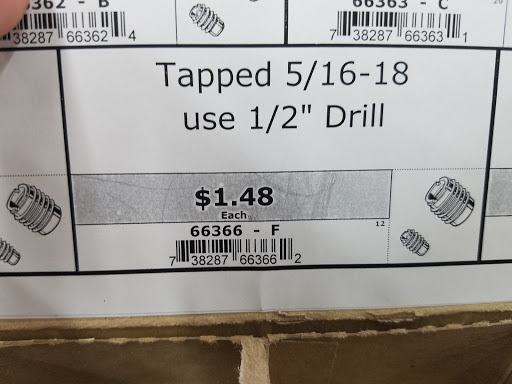 66363 - C
38287 66362 4
7 38287 66363 1
Tapped 5/16-18
use 1/2" Drill
$1.48
Each
66366 - F
12
7 38287 66366 2